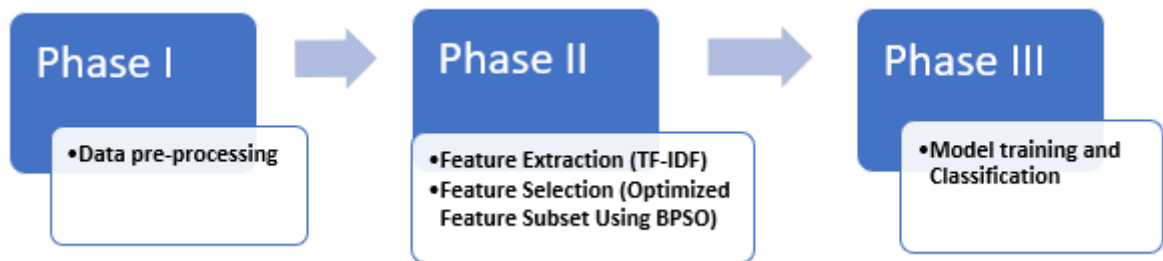 Phase I
•Data pre-processing
Phase II
•Feature Extraction (TF-IDF)
•Feature Selection (Optimized
Feature Subset Using BPSO)
Phase III
•Model training and
Classification